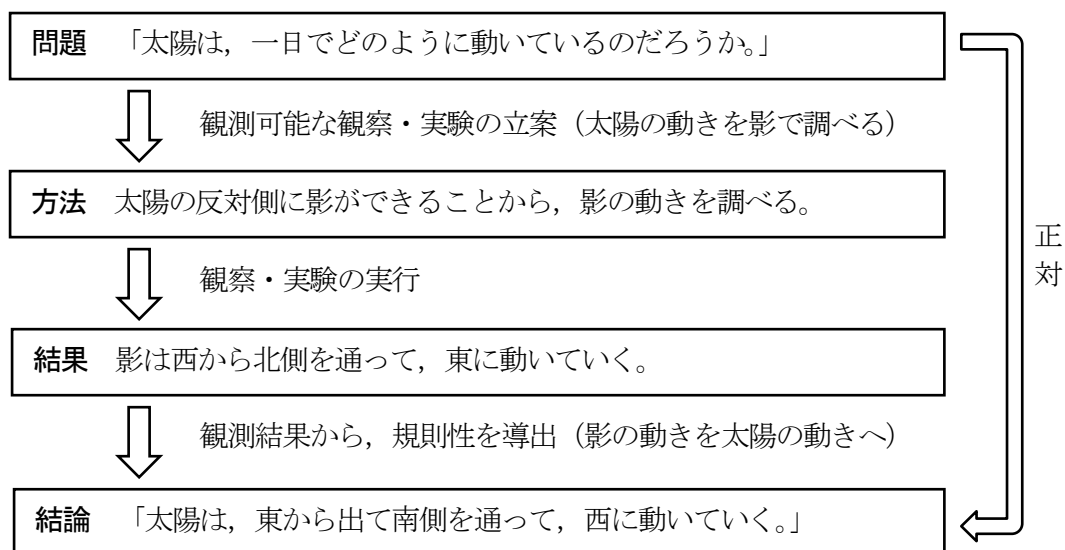 問題 「太陽は，一日でどのように動いているのだろうか。」
観測可能な観察・実験の立案（太陽の動きを影で調べる）
方法 太陽の反対側に影ができることから，影の動きを調べる。
正対
観察・実験の実行
結果 影は西から北側を通って，東に動いていく。
観測結果から，規則性を導出（影の動きを太陽の動きへ）
結論 「太陽は，東から出て南側を通って，西に動いていく。」